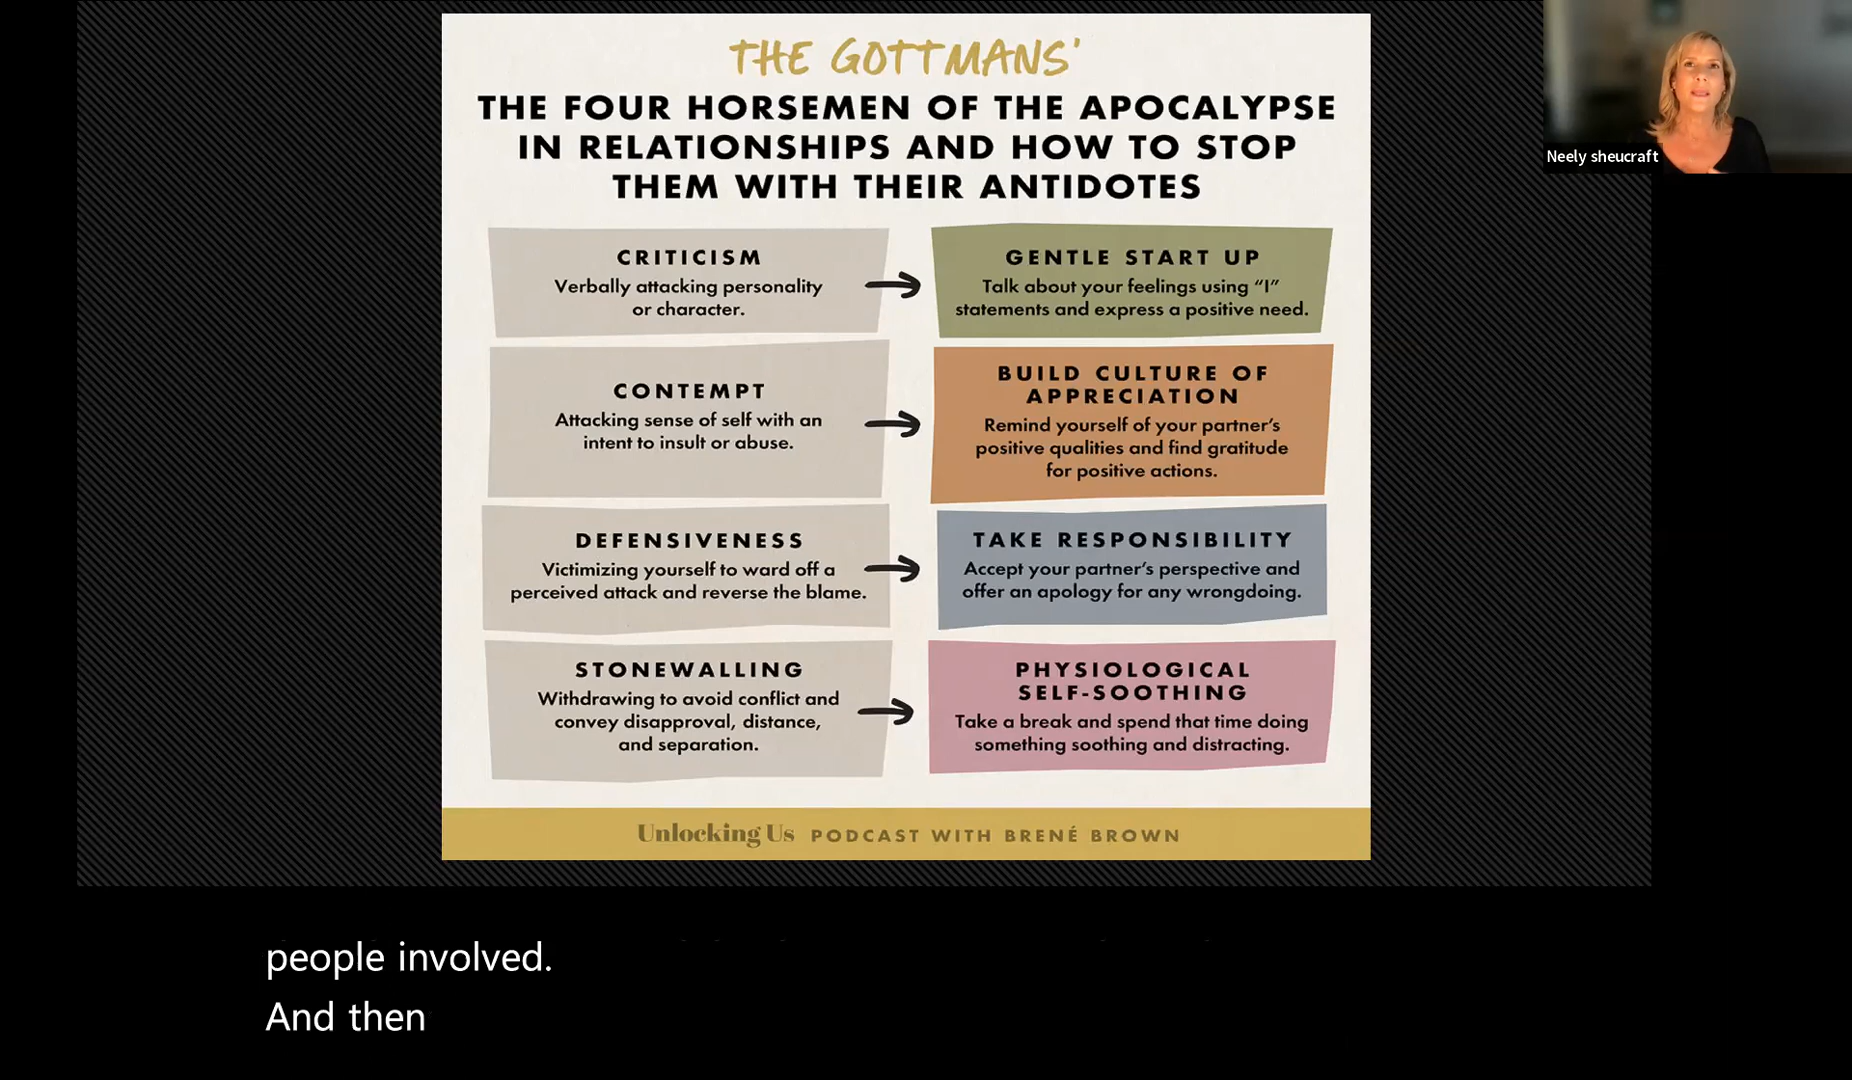 THE GOTTMANS'
THE FOUR HORSEMEN OF THE APOCALYPSE
IN RELATIONSHIPS AND HOW TO STOP
THEM WITH THEIR ANTIDOTES
CRITICISM
Verbally attacking personality
or character.
GENTLE START UP
Talk about your feelings using “I”
statements and express a positive need.
CONTEMPT
Attacking sense of self with an
intent to insult or abuse.
BUILD CULTURE OF
APPRECIATION
Remind yourself of your partner’s
positive qualities and find gratitude
for positive actions.
DEFENSIVENESS
Victimizing yourself to ward off a
perceived attack and reverse the blame.
TAKE RESPONSIBILITY
Accept your partner’s perspective and
offer an apology for any wrongdoing.
STONEWALLING
Withdrawing to avoid conflict and
convey disapproval, distance,
and separation.
PHYSIOLOGICAL
SELF-SOOTHING
Take a break and spend that time doing
something soothing and distracting.
Unlocking Us PODCAST WITH BRENÉ BROWN
Neely sheucraft
people involved.
And then